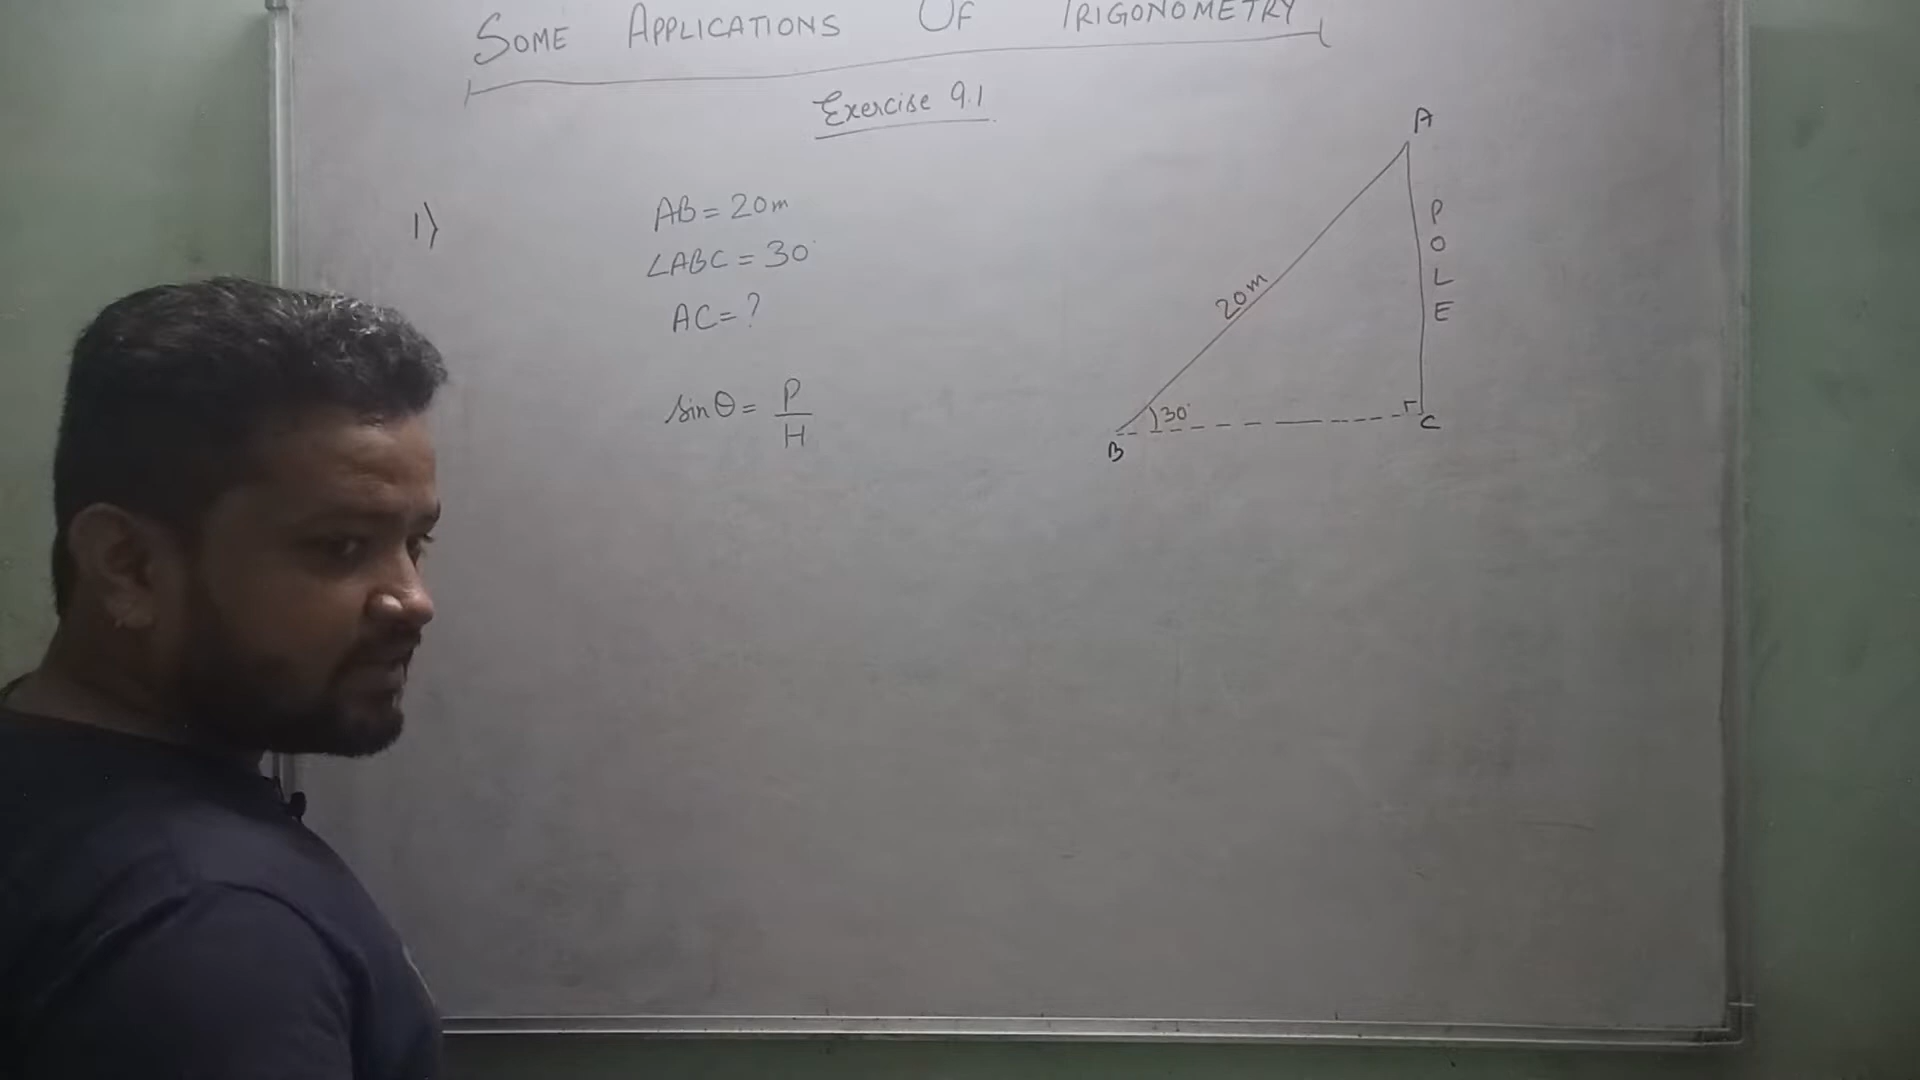 SOME APPLICATIONS OF TRIGONOMETRY
Exercise 9.1
1)
AB = 20m
∠ABC = 30°
AC = ?
sin θ = P/H
A
POLE
20m
30°
B
C